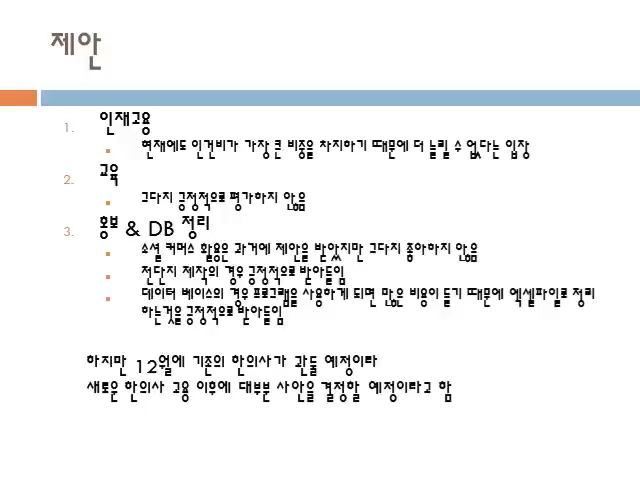 제안
1. 인재고용
현재에도 인건비가 가장 큰 비중을 차지하기 때문에 더 늘릴 수 없다는 입장
2. 교육
그다지 긍정적으로 평가하지 않음
3. 홍보 & DB 정리
소셜 커머스 활용은 과거에 제안을 받았지만 그다지 좋아하지 않음
전단지 제작의 경우 긍정적으로 받아들임
데이터 베이스의 경우 프로그램을 사용하게 되면 많은 비용이 들기 때문에 엑셀파일로 정리
하는것을 긍정적으로 받아들임
하지만 12월에 기존의 한의사가 관둘 예정이라
새로운 한의사 고용 이후에 대부분 사안을 결정할 예정이라고 함